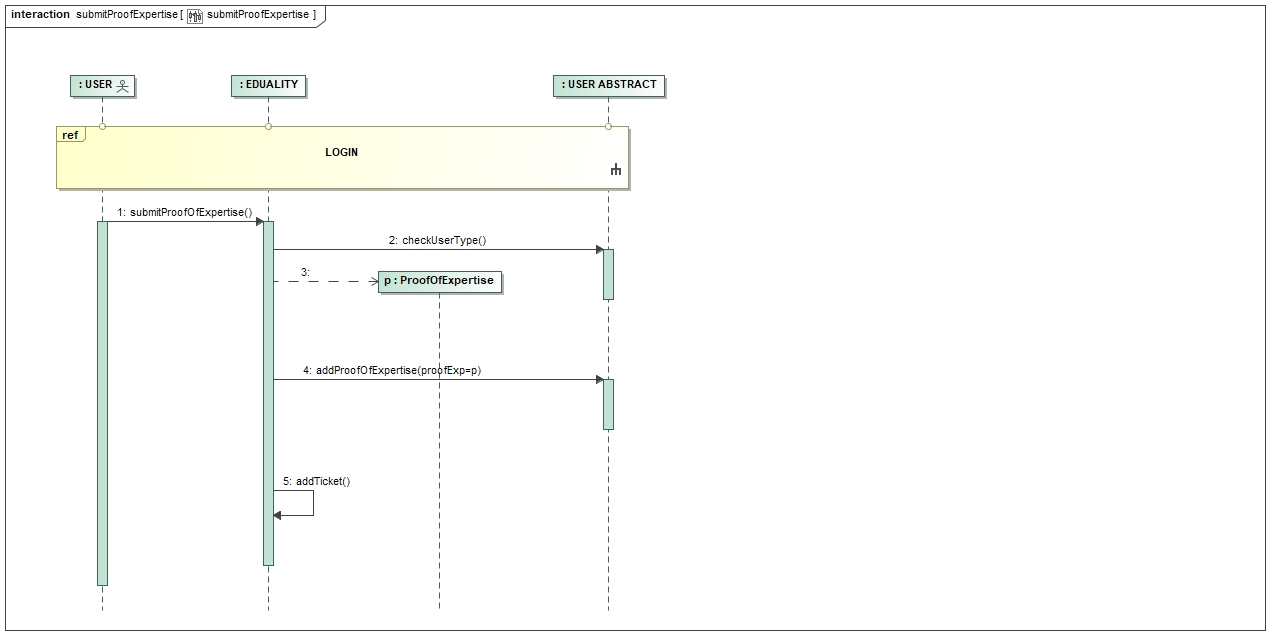 interaction submitProofExpertise [ submitProofExpertise ]
: USER
: EDUALITY
: USER ABSTRACT
ref
LOGIN
1: submitProofOfExpertise()
2: checkUserType()
3:
p : ProofOfExpertise
4: addProofOfExpertise(proofExp=p)
5: addTicket()